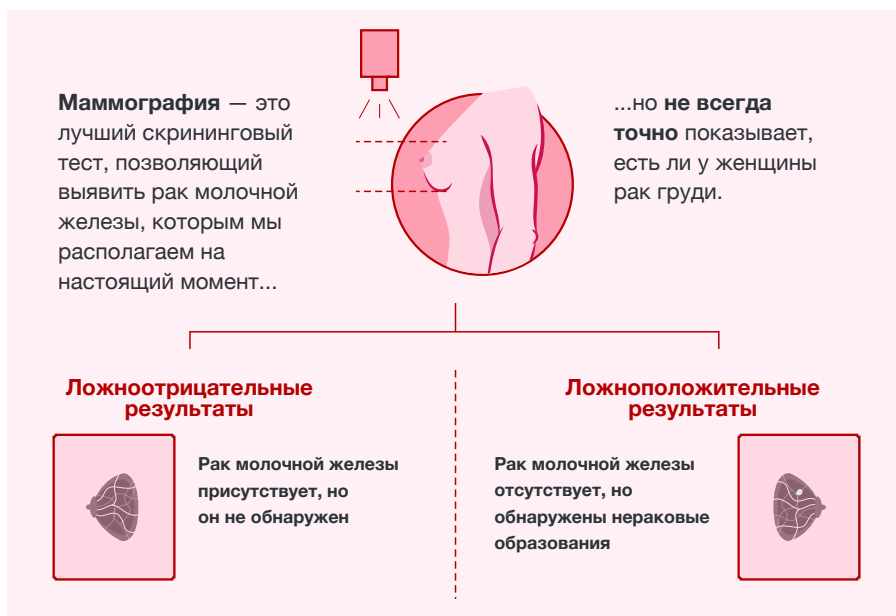 Маммография — это
лучший скрининговый
тест, позволяющий
выявить рак молочной
железы, которым мы
располагаем на
настоящий момент...
...но не всегда
точно показывает,
есть ли у женщины
рак груди.
Ложноотрицательные
результаты
Рак молочной железы
присутствует, но
он не обнаружен
Ложноположительные
результаты
Рак молочной железы
отсутствует, но
обнаружены нераковые
образования